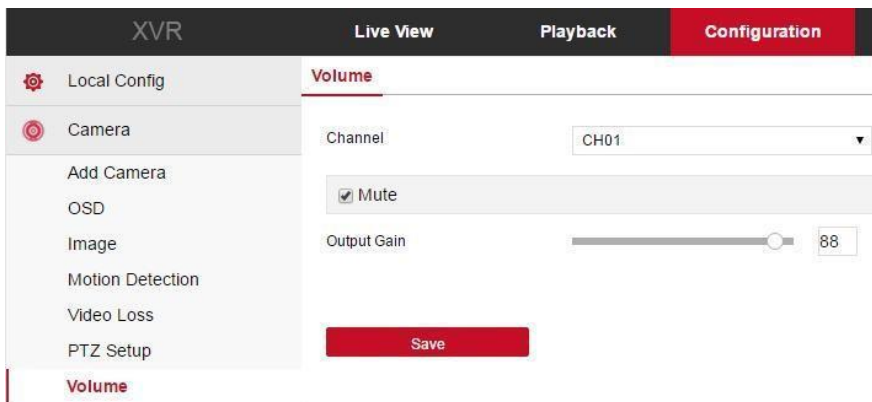 XVR Live View Playback Configuration
Local Config
Camera
Add Camera
OSD
Image
Motion Detection
Video Loss
PTZ Setup
Volume
Volume
Channel CH01
Mute
Output Gain 88
Save